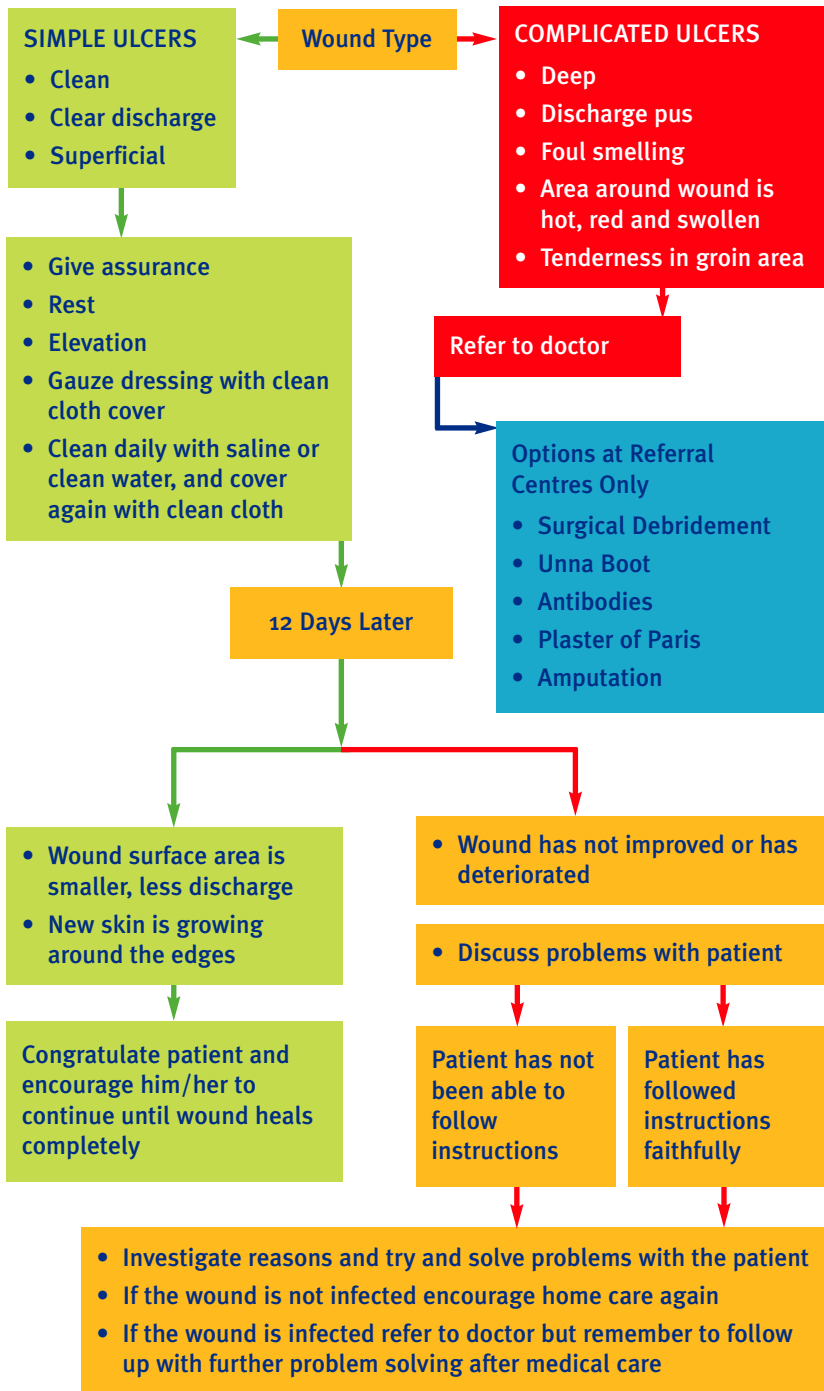 Wound Type
SIMPLE ULCERS
• Clean
• Clear discharge
• Superficial
COMPLICATED ULCERS
• Deep
• Discharge pus
• Foul smelling
• Area around wound is
hot, red and swollen
• Tenderness in groin area
• Give assurance
• Rest
• Elevation
• Gauze dressing with clean
cloth cover
• Clean daily with saline or
clean water, and cover
again with clean cloth
Refer to doctor
Options at Referral
Centres Only
• Surgical Debridement
• Unna Boot
• Antibodies
• Plaster of Paris
• Amputation
12 Days Later
• Wound surface area is
smaller, less discharge
• New skin is growing
around the edges
Congratulate patient and
encourage him/her to
continue until wound heals
completely
• Wound has not improved or has
deteriorated
• Discuss problems with patient
Patient has not
been able to
follow
instructions
Patient has
followed
instructions
faithfully
• Investigate reasons and try and solve problems with the patient
• If the wound is not infected encourage home care again
• If the wound is infected refer to doctor but remember to follow
up with further problem solving after medical care